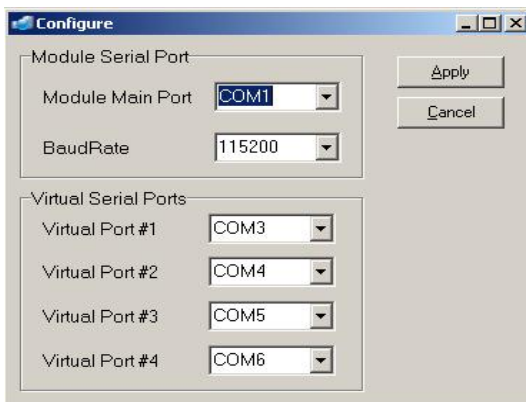 Configure
Module Serial Port
Module Main Port COM1
BaudRate 115200
Apply
Cancel
Virtual Serial Ports
Virtual Port #1 COM3
Virtual Port #2 COM4
Virtual Port #3 COM5
Virtual Port #4 COM6